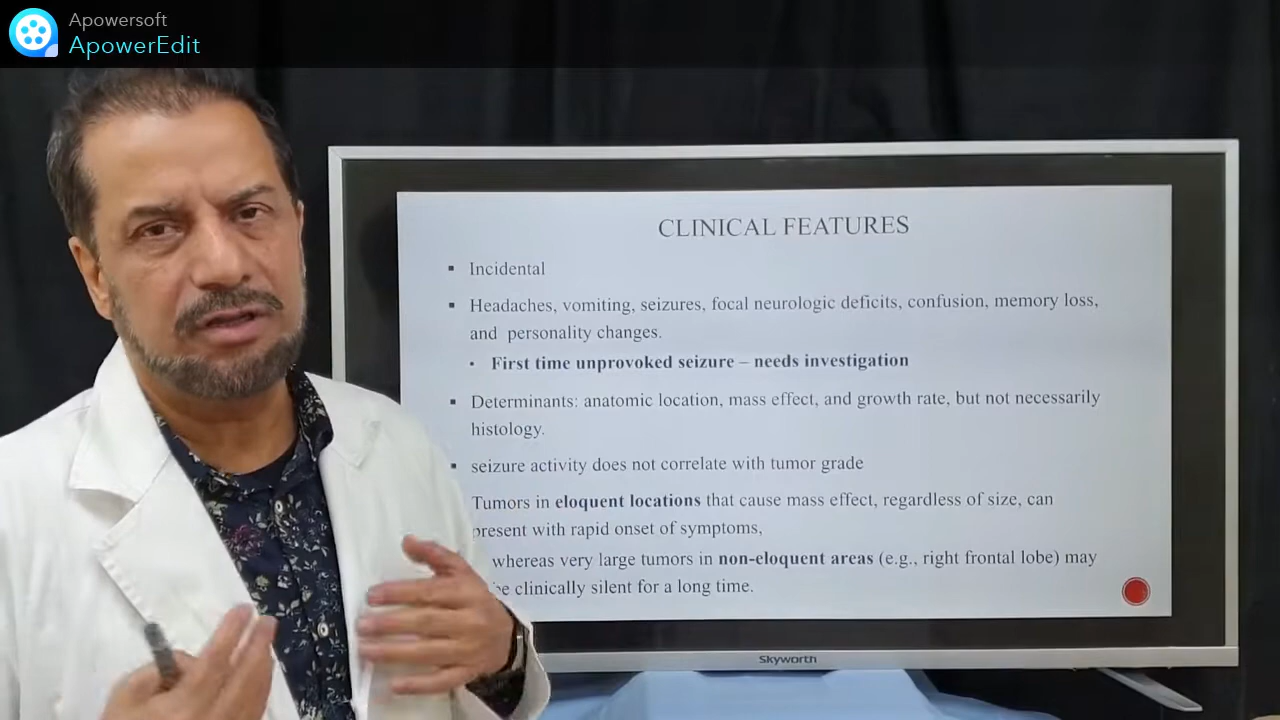 Apowersoft
ApowerEdit
CLINICAL FEATURES
▪ Incidental
▪ Headaches, vomiting, seizures, focal neurologic deficits, confusion, memory loss,
and personality changes.
• First time unprovoked seizure – needs investigation
▪ Determinants: anatomic location, mass effect, and growth rate, but not necessarily
histology.
▪ seizure activity does not correlate with tumor grade
Tumors in eloquent locations that cause mass effect, regardless of size, can
present with rapid onset of symptoms,
whereas very large tumors in non-eloquent areas (e.g., right frontal lobe) may
clinically silent for a long time.
Skyworth